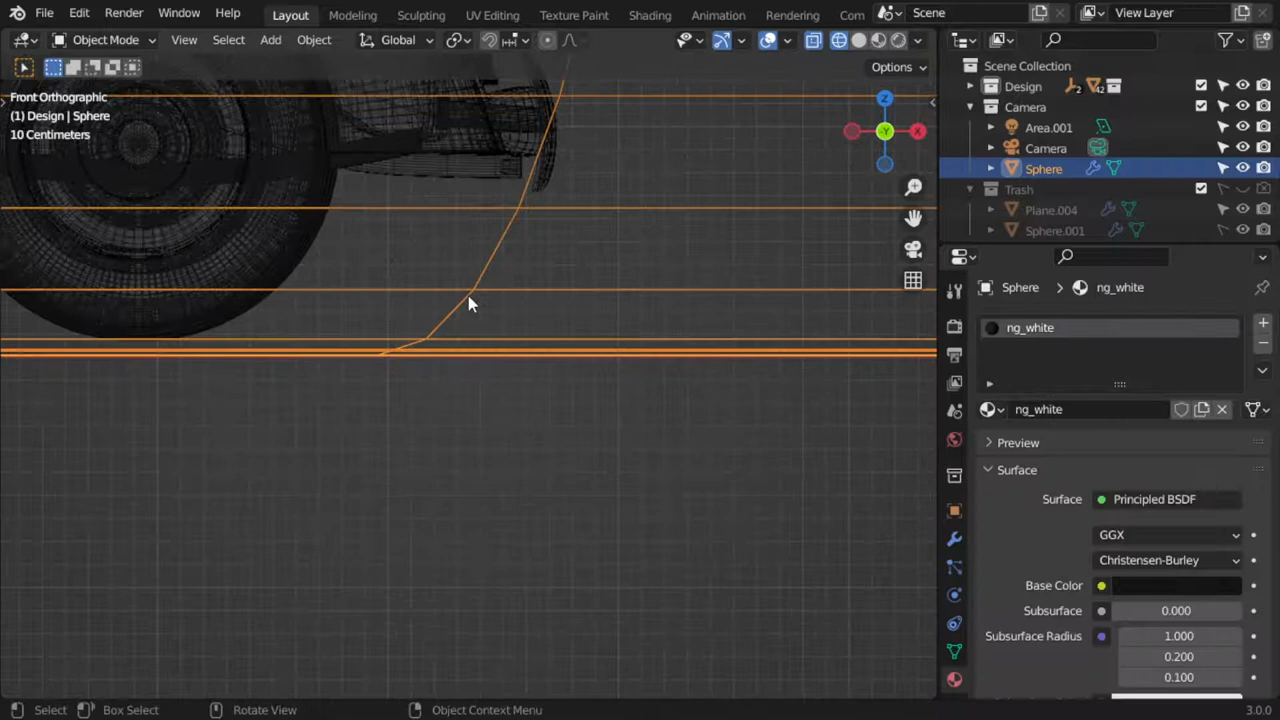 File Edit Render Window Help Layout Modeling Sculpting UV Editing Texture Paint Shading Animation Rendering Com Scene View Layer
Object Mode View Select Add Object Global
Options
Front Orthographic
(1) Design | Sphere
10 Centimeters
Z
Y
X
Scene Collection
Design 2 42
Camera
Area.001
Camera
Sphere
Trash
Plane.004
Sphere.001
Sphere > ng_white
ng_white
ng_white
Preview
Surface
Surface Principled BSDF
GGX
Christensen-Burley
Base Color
Subsurface 0.000
Subsurface Radius 1.000
0.200
0.100
Select Box Select Rotate View Object Context Menu 3.0.0